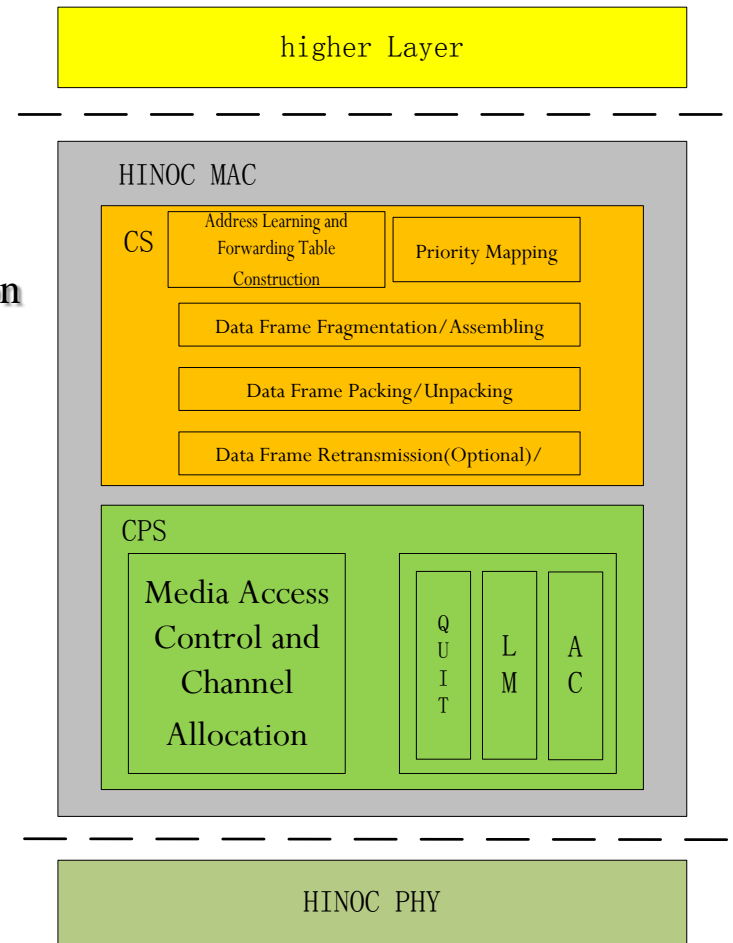 higher Layer
HINOC MAC
CS
Address Learning and
Forwarding Table
Construction
Priority Mapping
n
Data Frame Fragmentation/Assembling
Data Frame Packing/Unpacking
Data Frame Retransmission(Optional)/
CPS
Media Access
Control and
Channel
Allocation
QUIT
LM
AC
HINOC PHY